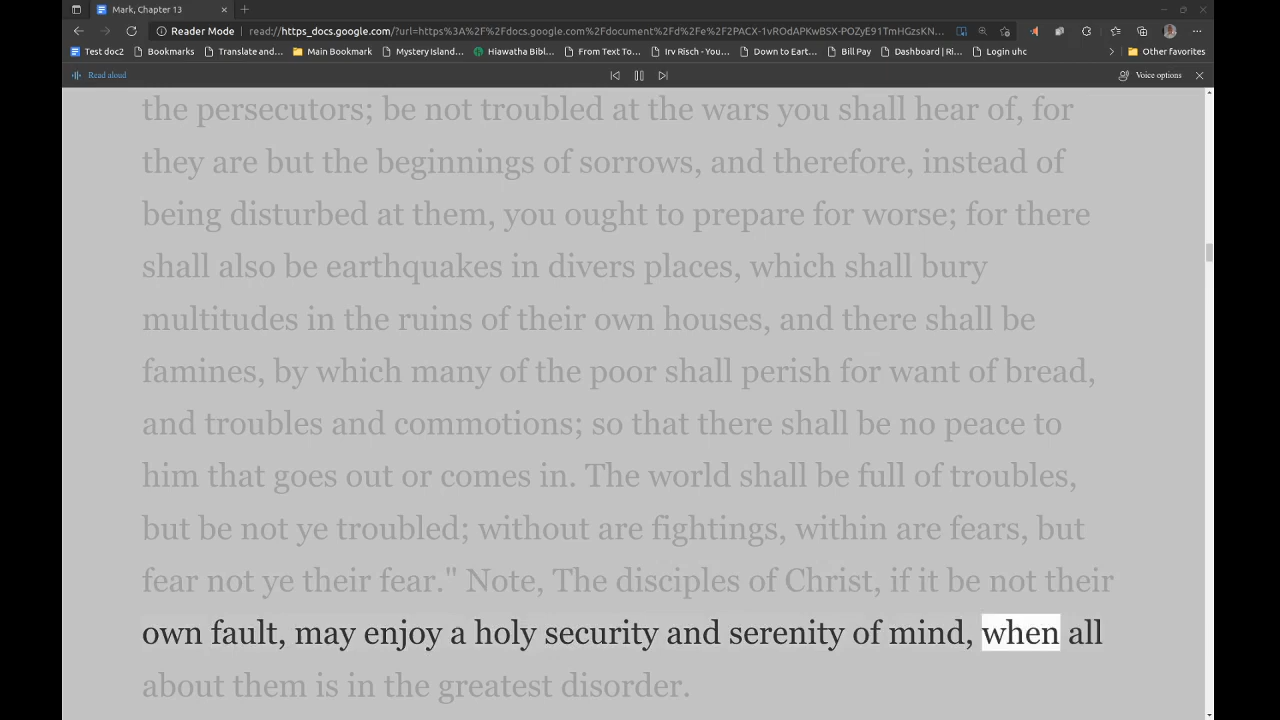 Mark, Chapter 13
Reader Mode read://https_docs.google.com/?url=https%3A%2F%2Fdocs.google.com%2Fdocument%2Fd%2Fe%2F2PACX-1vROdAPKwBSX-POZyE91TmHGzsKN...
Test doc2 Bookmarks Translate and... Main Bookmark Mystery Island... Hiawatha Bibl... From Text To... Irv Risch - You... Down to Eart... Bill Pay Dashboard | Ri... Login uhc Other favorites
Read aloud Voice options
the persecutors; be not troubled at the wars you shall hear of, for
they are but the beginnings of sorrows, and therefore, instead of
being disturbed at them, you ought to prepare for worse; for there
shall also be earthquakes in divers places, which shall bury
multitudes in the ruins of their own houses, and there shall be
famines, by which many of the poor shall perish for want of bread,
and troubles and commotions; so that there shall be no peace to
him that goes out or comes in. The world shall be full of troubles,
but be not ye troubled; without are fightings, within are fears, but
fear not ye their fear." Note, The disciples of Christ, if it be not their
own fault, may enjoy a holy security and serenity of mind, when all
about them is in the greatest disorder.